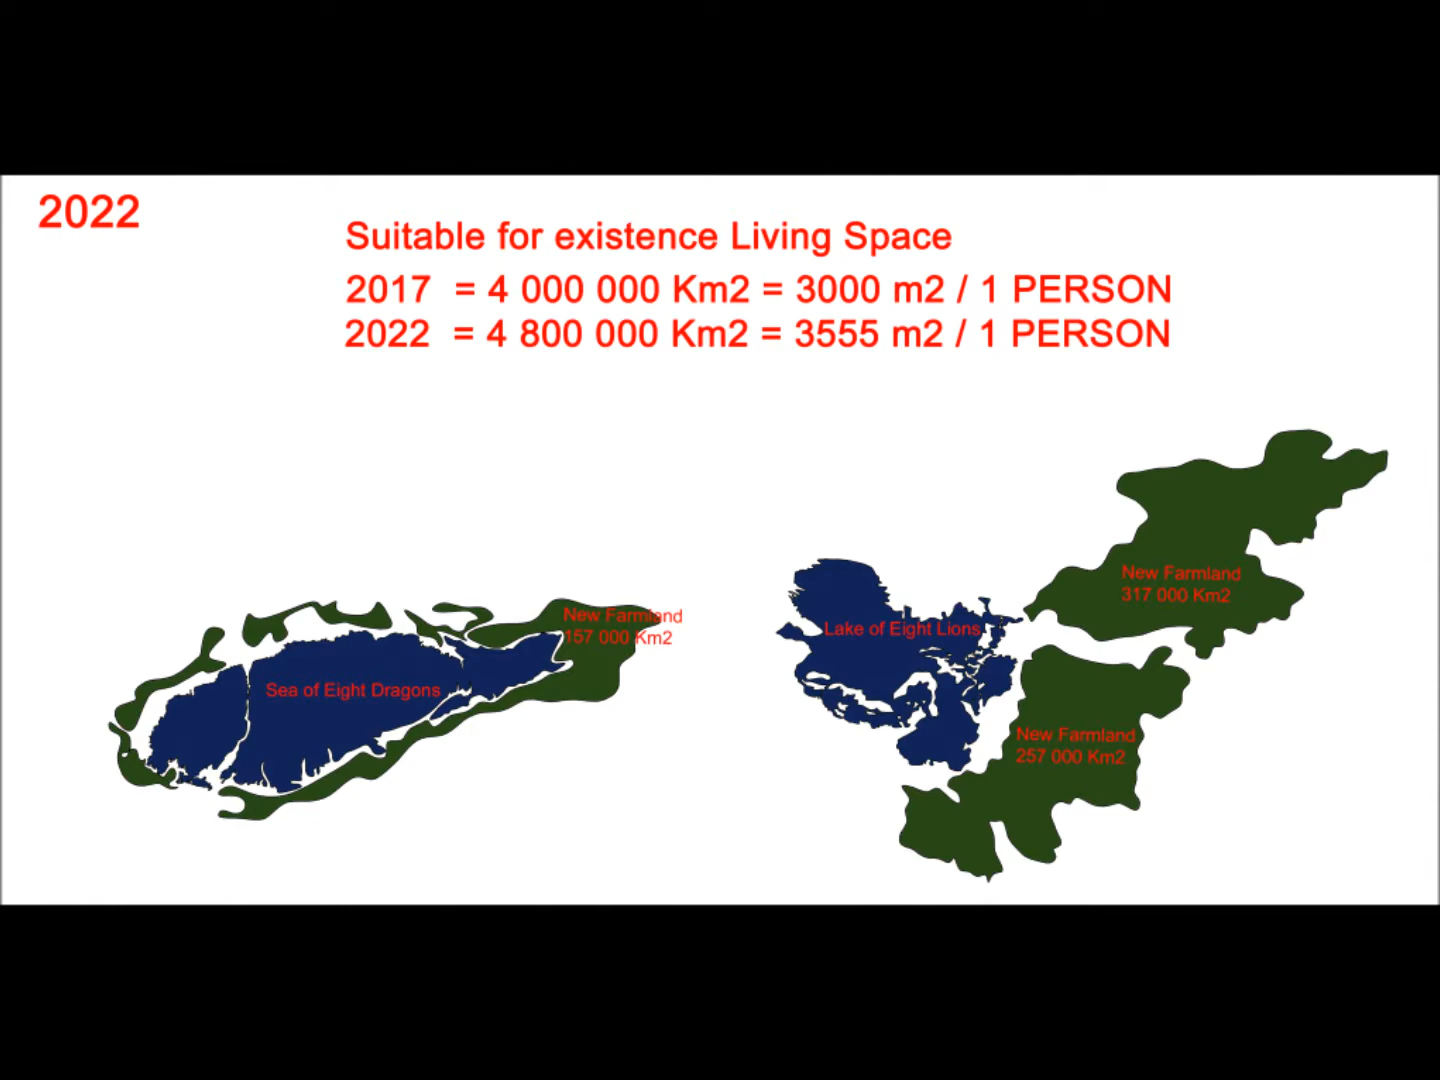 2022
Suitable for existence Living Space
2017 = 4 000 000 Km2 = 3000 m2 / 1 PERSON
2022 = 4 800 000 Km2 = 3555 m2 / 1 PERSON
New Farmland
317 000 Km2
New Farmland
157 000 Km2
Lake of Eight Lions
Sea of Eight Dragons
New Farmland
257 000 Km2